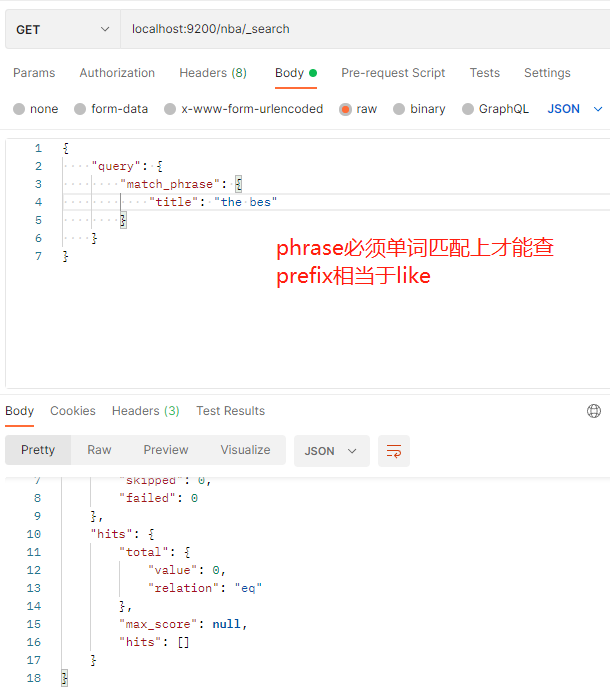 GET localhost:9200/nba/_search
Params Authorization Headers (8) Body Pre-request Script Tests Settings
none form-data x-www-form-urlencoded raw binary GraphQL JSON
1 {
2 "query": {
3 "match_phrase": {
4 "title": "the bes"
5 }
6 }
7 }
phrase必须单词匹配上才能查
prefix相当于like
Body Cookies Headers (3) Test Results
Pretty Raw Preview Visualize JSON
7 "skipped": 0,
8 "failed": 0
9 },
10 "hits": {
11 "total": {
12 "value": 0,
13 "relation": "eq"
14 },
15 "max_score": null,
16 "hits": []
17 }
18 }